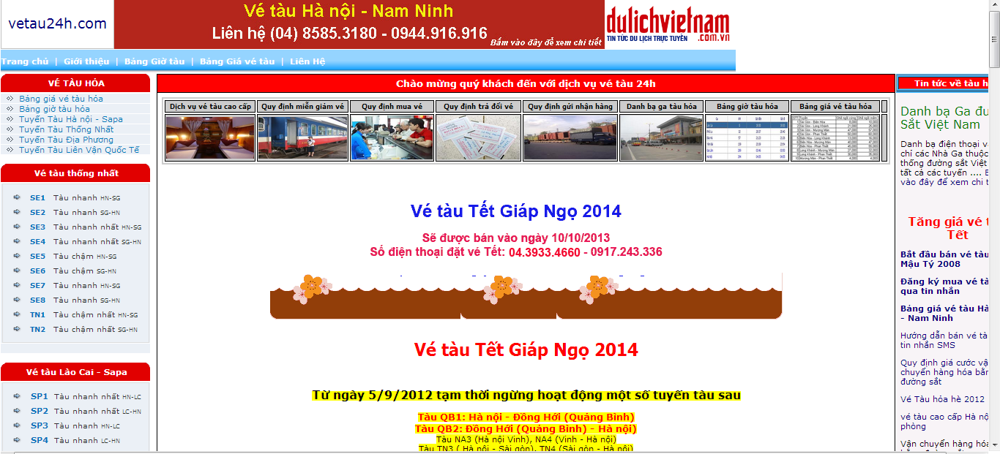 vetau24h.com
Vé tàu Hà nội - Nam Ninh
Liên hệ (04) 8585.3180 - 0944.916.916
Bấm vào đây để xem chi tiết
dulichvietnam
TIN TỨC DU LỊCH TRỰC TUYẾN .com.vn
Trang chủ | Giới thiệu | Bảng Giờ tàu | Bảng Giá vé tàu | Liên Hệ
VÉ TÀU HỎA
Bảng giá vé tàu hỏa
Bảng giờ tàu hỏa
Tuyến Tàu Hà nội - Sapa
Tuyến Tàu Thống Nhất
Tuyến Tàu Địa Phương
Tuyến Tàu Liên Vận Quốc Tế
Vé tàu thống nhất
SE1 Tàu nhanh HN-SG
SE2 Tàu nhanh SG-HN
SE3 Tàu nhanh nhất HN-SG
SE4 Tàu nhanh nhất SG-HN
SE5 Tàu chậm HN-SG
SE6 Tàu chậm SG-HN
SE7 Tàu nhanh HN-SG
SE8 Tàu nhanh SG-HN
TN1 Tàu chậm nhất HN-SG
TN2 Tàu chậm nhất SG-HN
Vé tàu Lào Cai - Sapa
SP1 Tàu nhanh nhất HN-LC
SP2 Tàu nhanh nhất LC-HN
SP3 Tàu nhanh HN-LC
SP4 Tàu nhanh LC-HN
Chào mừng quý khách đến với dịch vụ vé tàu 24h
Dịch vụ vé tàu cao cấp
Quy định miễn giảm vé
Quy định mua vé
Quy định trả đổi vé
Quy định gửi nhận hàng
Danh bạ ga tàu hỏa
Bảng giờ tàu hỏa
Bảng giá vé tàu hỏa
Vé tàu Tết Giáp Ngọ 2014
Sẽ được bán vào ngày 10/10/2013
Số điện thoại đặt vé Tết: 04.3933.4660 - 0917.243.336
Vé tàu Tết Giáp Ngọ 2014
Từ ngày 5/9/2012 tạm thời ngừng hoạt động một số tuyến tàu sau
Tàu QB1: Hà nội - Đồng Hới (Quảng Bình)
Tàu QB2: Đồng Hới (Quảng Bình) - Hà nội)
Tàu NA3 (Hà nội Vinh), NA4 (Vinh - Hà nội)
Tàu TN3 ( Hà nội - Sài gòn), TN4 (Sài gòn - Hà nội)
Tin tức về tàu h
Danh bạ Ga đư
Sắt Việt Nam
Danh bạ điện thoại v
chỉ các Nhà Ga thuộc
thống đường sắt Việt
tất cả các tuyến .... B
vào đây để xem chi t
Tăng giá vé t
Tết
Bắt đầu bán vé tàu
Mậu Tý 2008
Đăng ký mua vé tà
qua tin nhắn
Bảng giá vé tàu Hà
- Nam Ninh
Hướng dẫn bán vé tà
tin nhắn SMS
Quy định giá cước vậ
chuyển hàng hóa bằn
đường sắt
Vé Tàu hỏa hè 2012
vé tàu cao cấp Hà nộ
phòng
Vận chuyển hàng hóa